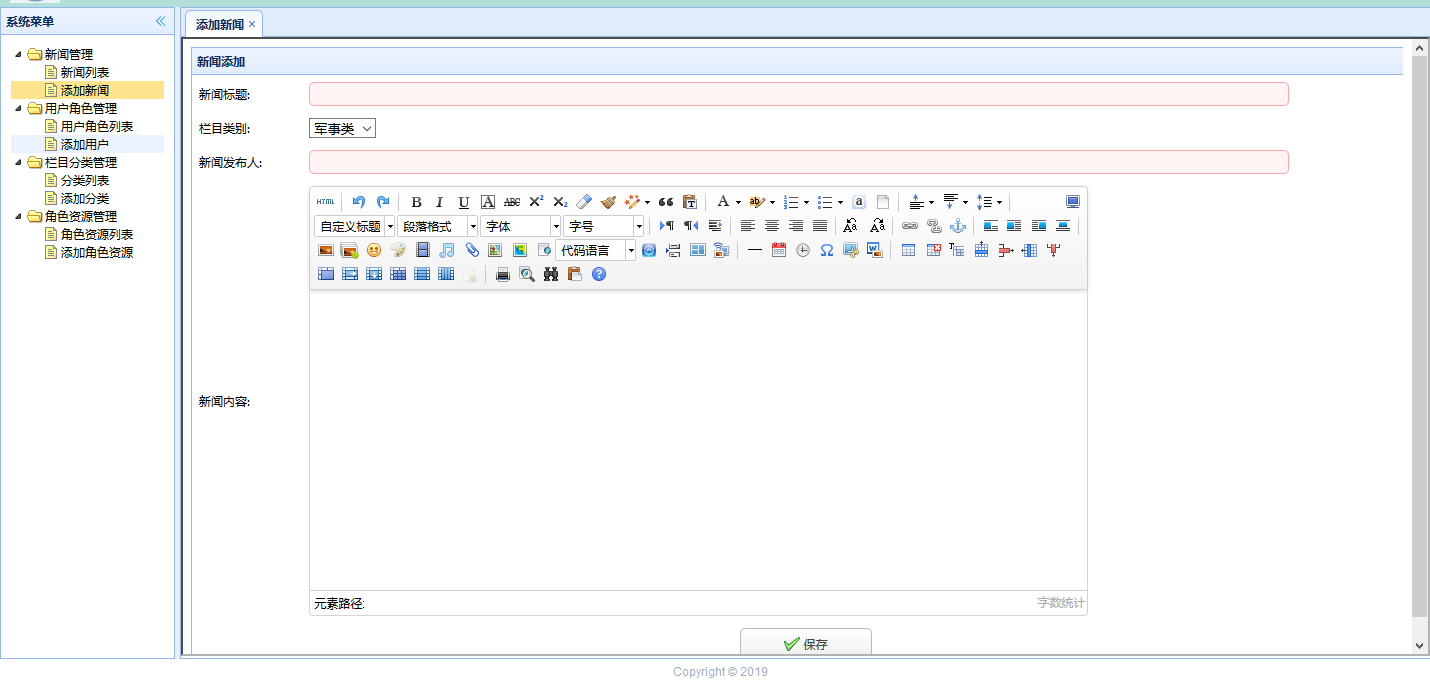 系统菜单
新闻管理
新闻列表
添加新闻
用户角色管理
用户角色列表
添加用户
栏目分类管理
分类列表
添加分类
角色资源管理
角色资源列表
添加角色资源
添加新闻
新闻添加
新闻标题:
栏目类别: 军事类
新闻发布人:
HTML B I U A ABC X² X₂ A ab a
自定义标题 段落格式 字体 字号
代码语言
新闻内容:
元素路径: 字数统计
保存
Copyright © 2019